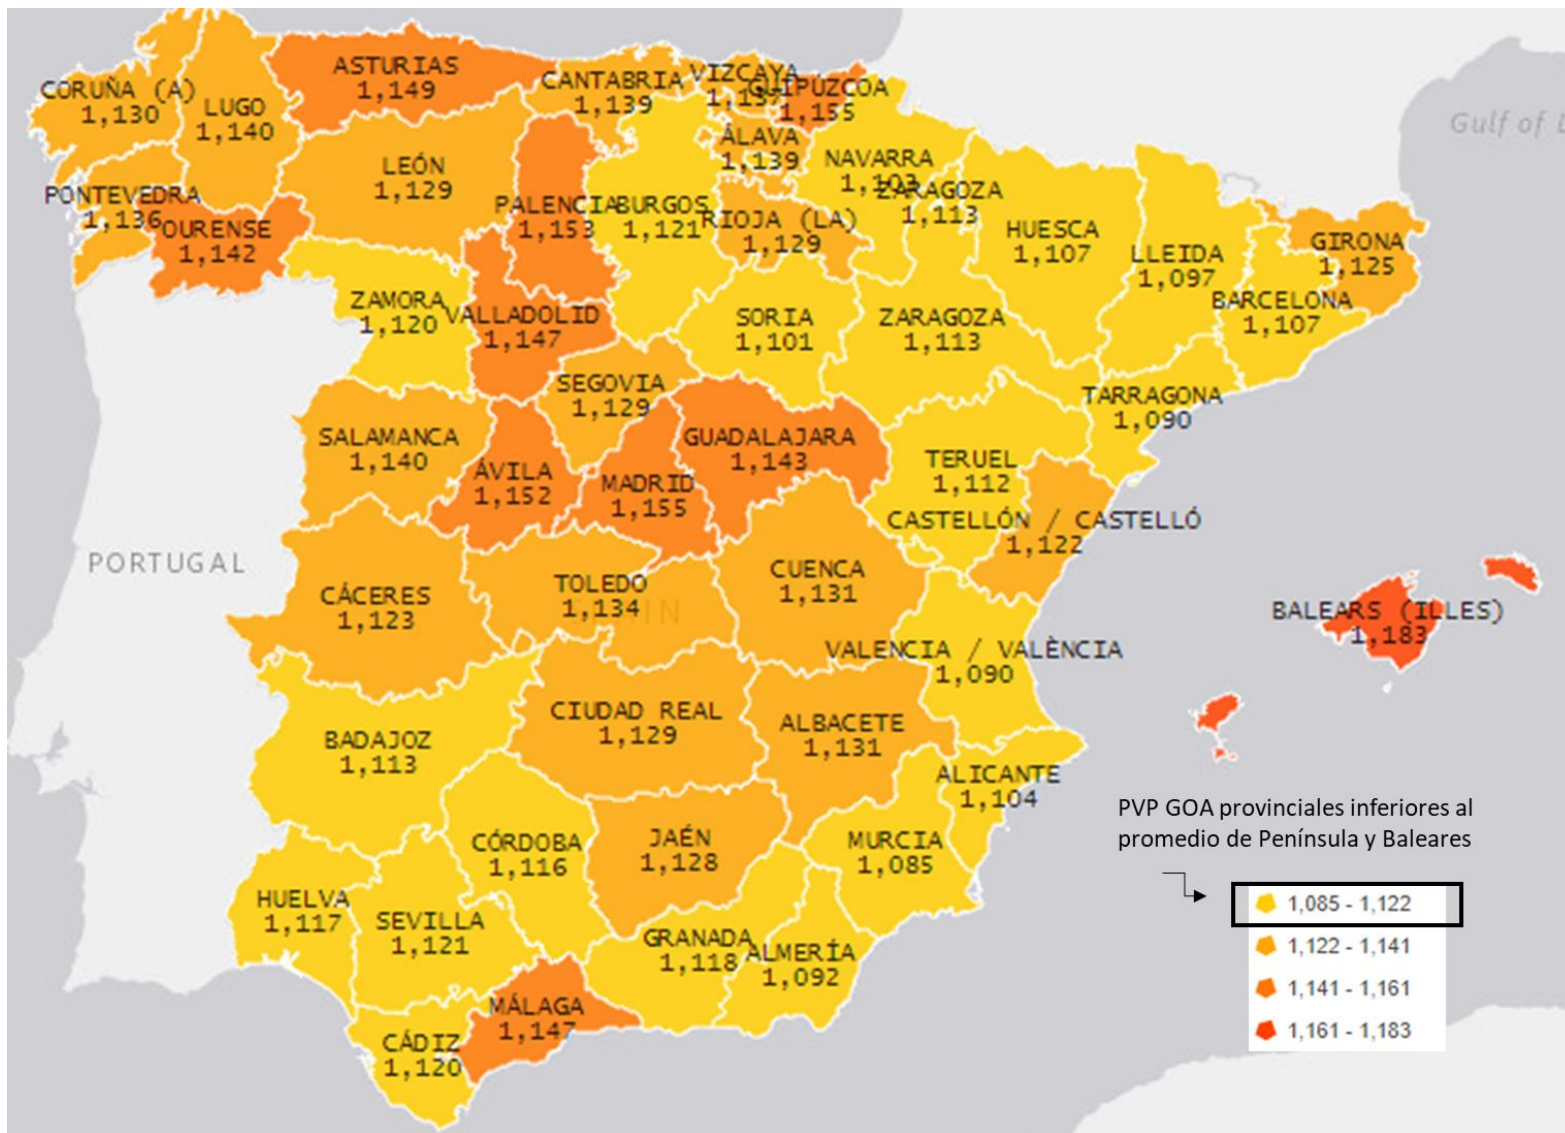 ASTURIAS
1,149
CANTABRIA
1,139
VIZCAYA
1,137
GUIPÚZCOA
1,155
CORUÑA (A)
1,130
LUGO
1,140
ÁLAVA
1,139
Gulf of
LEÓN
1,129
NAVARRA
1,103
ZARAGOZA
1,113
PONTEVEDRA
1,136
OURENSE
1,142
PALENCIA
1,153
BURGOS
1,121
RIOJA (LA)
1,129
HUESCA
1,107
LLEIDA
1,097
GIRONA
1,125
ZAMORA
1,120
VALLADOLID
1,147
SORIA
1,101
ZARAGOZA
1,113
BARCELONA
1,107
SEGOVIA
1,129
TARRAGONA
1,090
SALAMANCA
1,140
ÁVILA
1,152
MADRID
1,155
GUADALAJARA
1,143
TERUEL
1,112
CASTELLÓN / CASTELLÓ
1,122
PORTUGAL
CÁCERES
1,123
TOLEDO
1,134
CUENCA
1,131
BALEARS (ILLES)
1,183
VALENCIA / VALÈNCIA
1,090
BADAJOZ
1,113
CIUDAD REAL
1,129
ALBACETE
1,131
ALICANTE
1,104
CÓRDOBA
1,116
JAÉN
1,128
MURCIA
1,085
HUELVA
1,117
SEVILLA
1,121
GRANADA
1,118
ALMERÍA
1,092
MÁLAGA
1,147
CÁDIZ
1,120
PVP GOA provinciales inferiores al
promedio de Península y Baleares
1,085 - 1,122
1,122 - 1,141
1,141 - 1,161
1,161 - 1,183